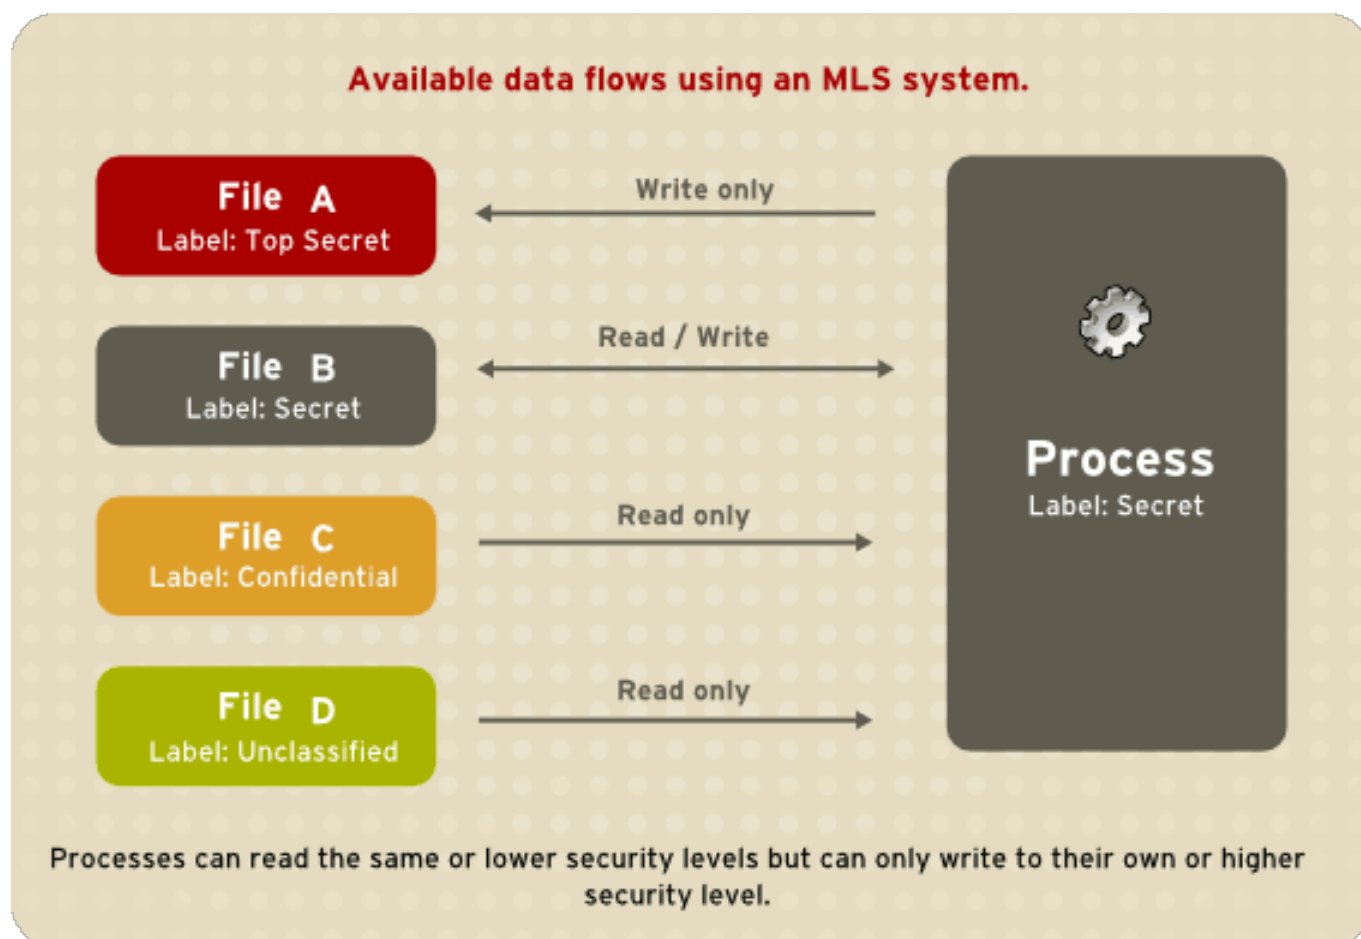 Available data flows using an MLS system.
File A
Label: Top Secret
Write only
File B
Label: Secret
Read / Write
File C
Label: Confidential
Read only
File D
Label: Unclassified
Read only
Process
Label: Secret
Processes can read the same or lower security levels but can only write to their own or higher
security level.